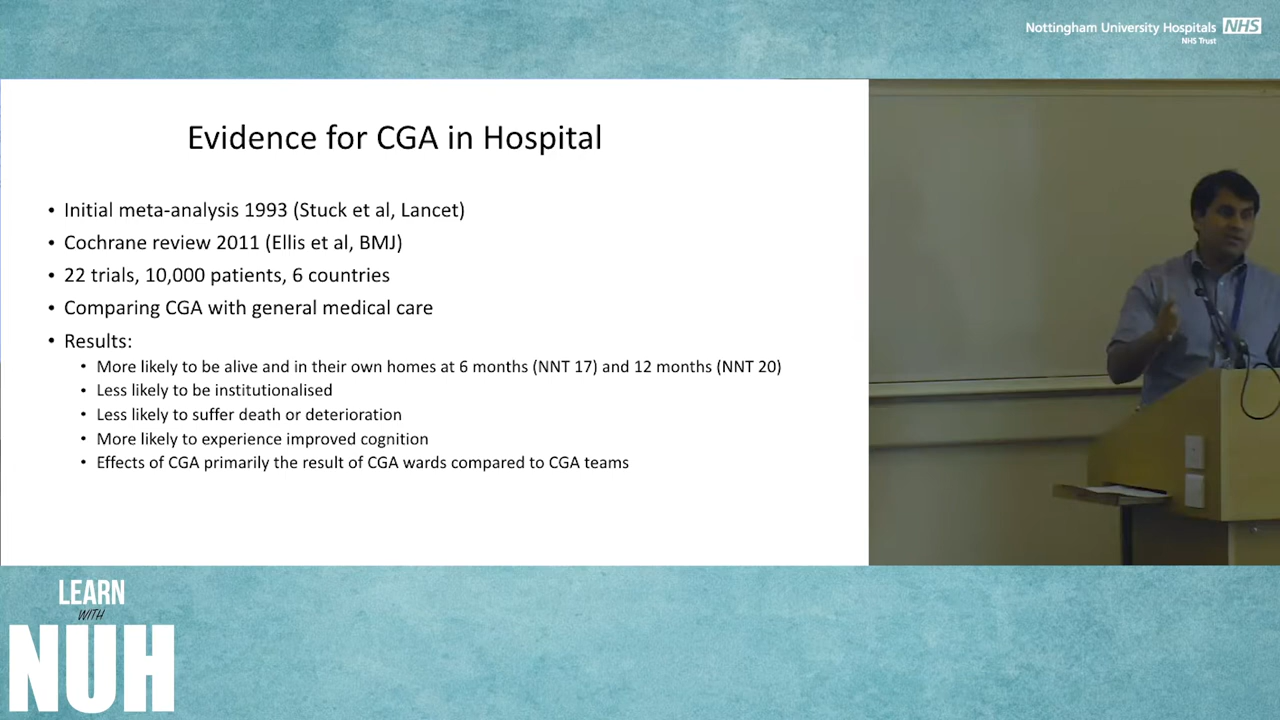 Nottingham University Hospitals NHS
NHS Trust
Evidence for CGA in Hospital
• Initial meta-analysis 1993 (Stuck et al, Lancet)
• Cochrane review 2011 (Ellis et al, BMJ)
• 22 trials, 10,000 patients, 6 countries
• Comparing CGA with general medical care
• Results:
• More likely to be alive and in their own homes at 6 months (NNT 17) and 12 months (NNT 20)
• Less likely to be institutionalised
• Less likely to suffer death or deterioration
• More likely to experience improved cognition
• Effects of CGA primarily the result of CGA wards compared to CGA teams
LEARN
WITH
NUH